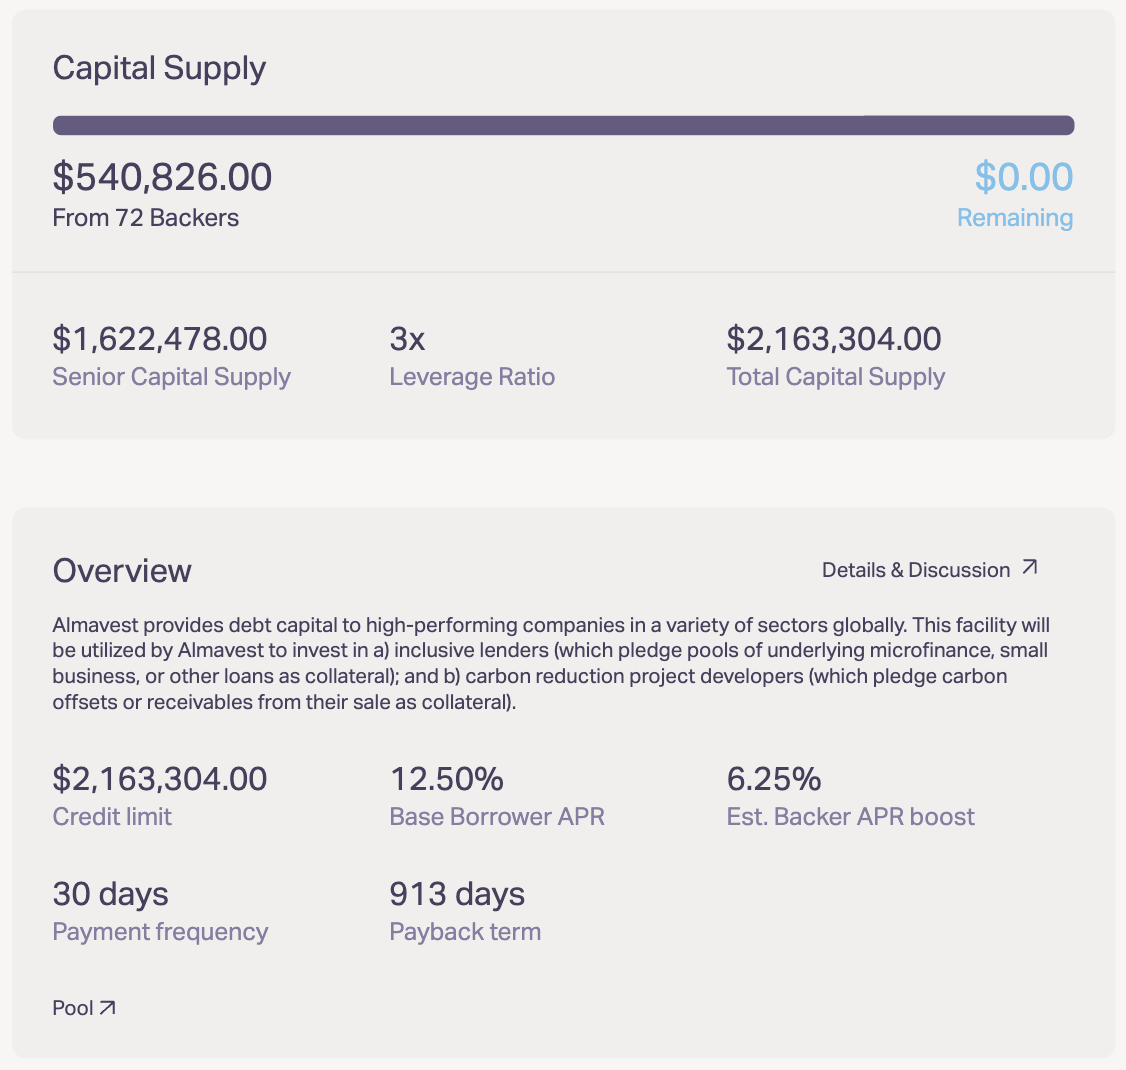 Capital Supply
$540,826.00
$0.00
From 72 Backers
Remaining
$1,622,478.00
3x
$2,163,304.00
Senior Capital Supply
Leverage Ratio
Total Capital Supply
Overview
Details & Discussion
Almavest provides debt capital to high-performing companies in a variety of sectors globally. This facility will
be utilized by Almavest to invest in a) inclusive lenders (which pledge pools of underlying microfinance, small
business, or other loans as collateral); and b) carbon reduction project developers (which pledge carbon
offsets or receivables from their sale as collateral).
$2,163,304.00
12.50%
6.25%
Credit limit
Base Borrower APR
Est. Backer APR boost
30 days
913 days
Payment frequency
Payback term
Pool